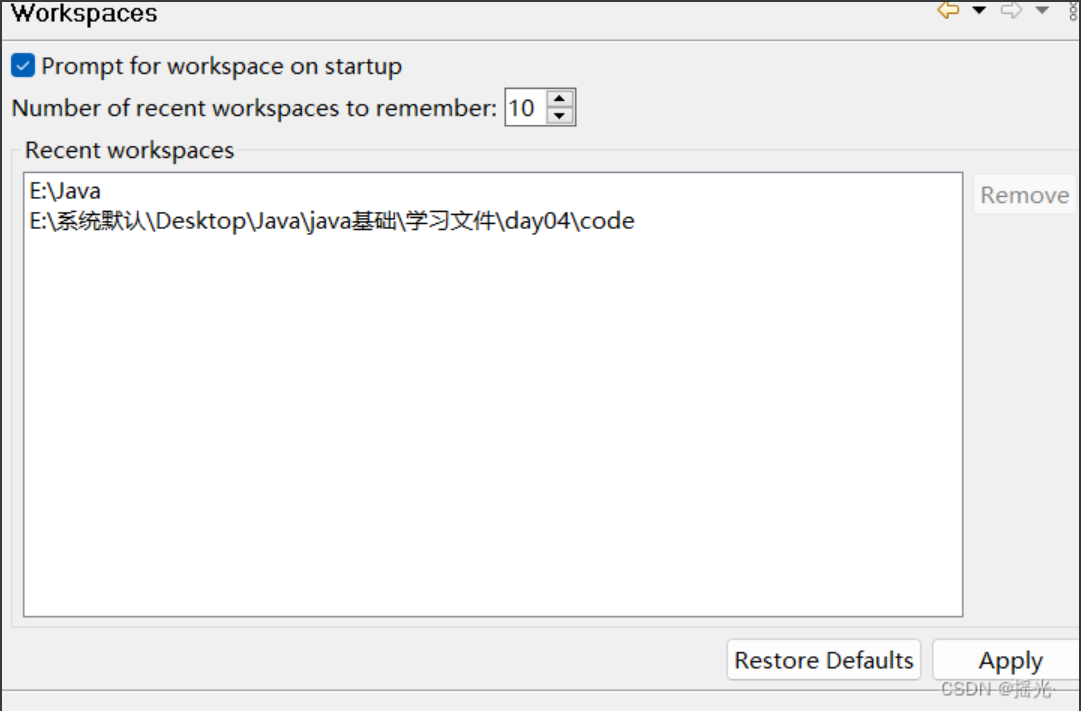 Workspaces
Prompt for workspace on startup
Number of recent workspaces to remember: 10
Recent workspaces
E:\Java
E:\系统默认\Desktop\Java\java基础\学习文件\day04\code
Remove
Restore Defaults
Apply
CSDN @摇光·